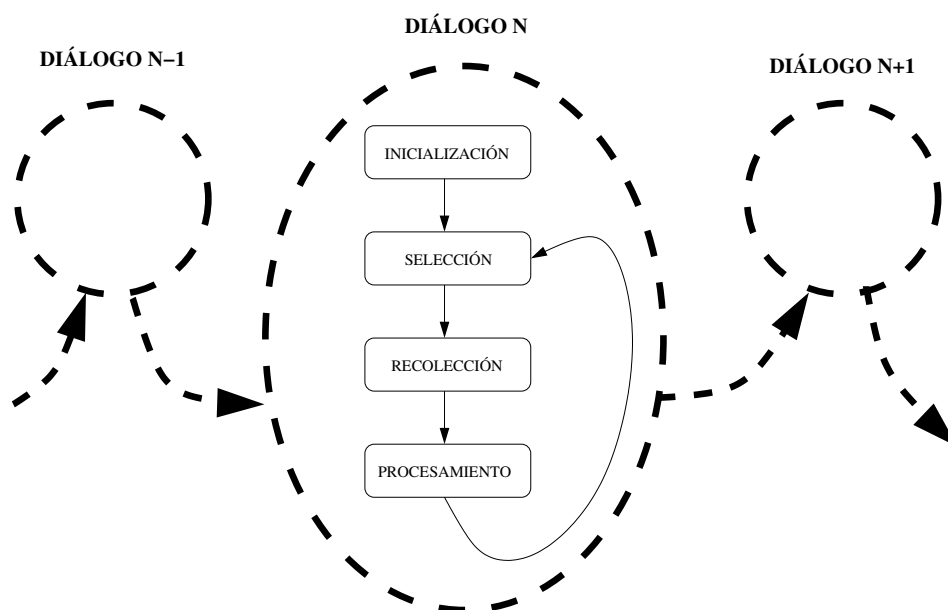 DIÁLOGO N−1
DIÁLOGO N
DIÁLOGO N+1
INICIALIZACIÓN
SELECCIÓN
RECOLECCIÓN
PROCESAMIENTO